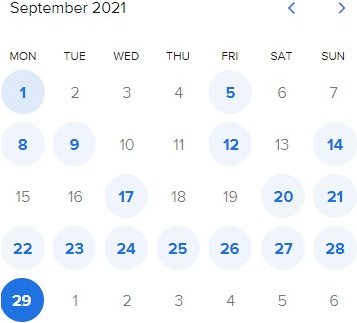 September 2021 < >
MON TUE WED THU FRI SAT SUN
1 2 3 4 5 6 7
8 9 10 11 12 13 14
15 16 17 18 19 20 21
22 23 24 25 26 27 28
29 1 2 3 4 5 6